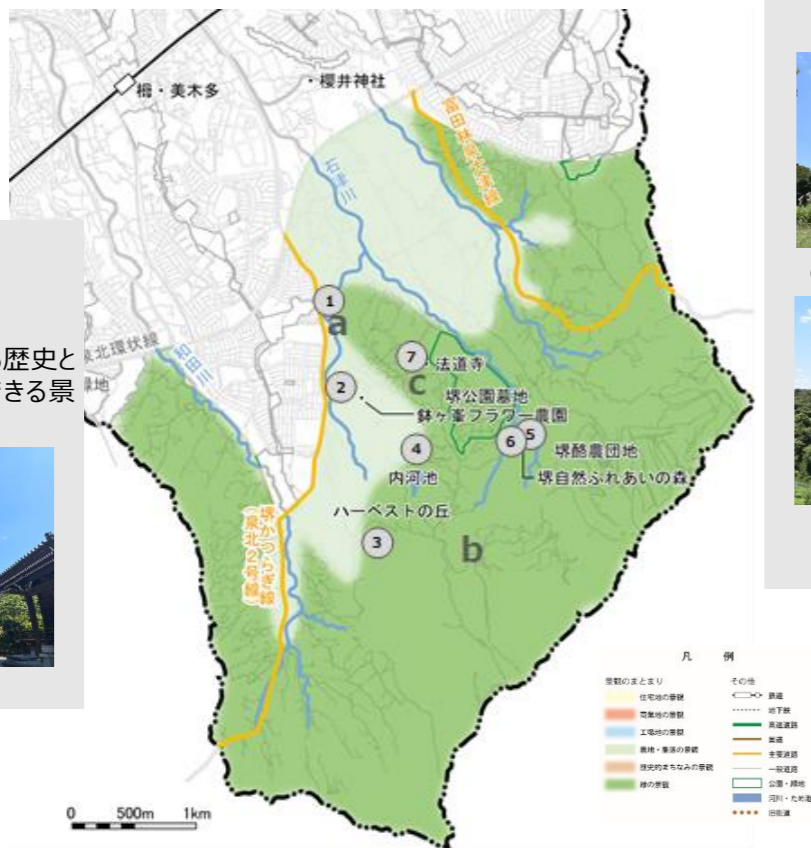 ・櫻井神社
栂・美木多
富田林泉大津線
石津川
1
a
泉北環状線
和田川
歴史と
きる景
緑地
7
・法道寺
c
堺公園墓地
2
鉢ヶ峯フラワー農園
4
6
5
堺酪農団地
内河池
堺自然ふれあいの森
ハーベストの丘
3
b
堺かつらぎ線
(泉北2号線)
0 500m 1km
凡 例
景観のまとまり
住宅地の景観
商業地の景観
工場地の景観
農地・集落の景観
歴史的まちなみの景観
緑の景観
その他
鉄道
地下鉄
高速道路
国道
主要道路
一般道路
公園・緑地
河川・ため池
旧街道